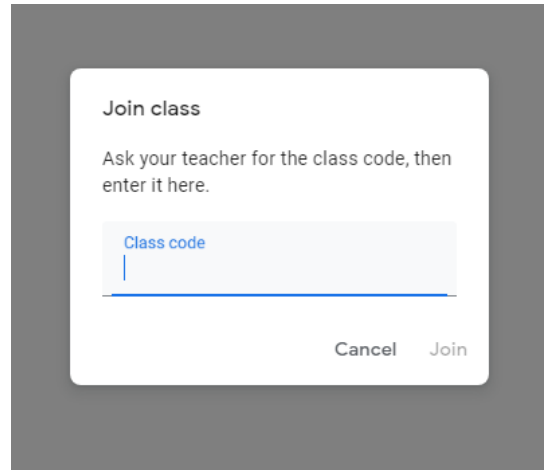 Join class
Ask your teacher for the class code, then
enter it here.
Class code
Cancel Join